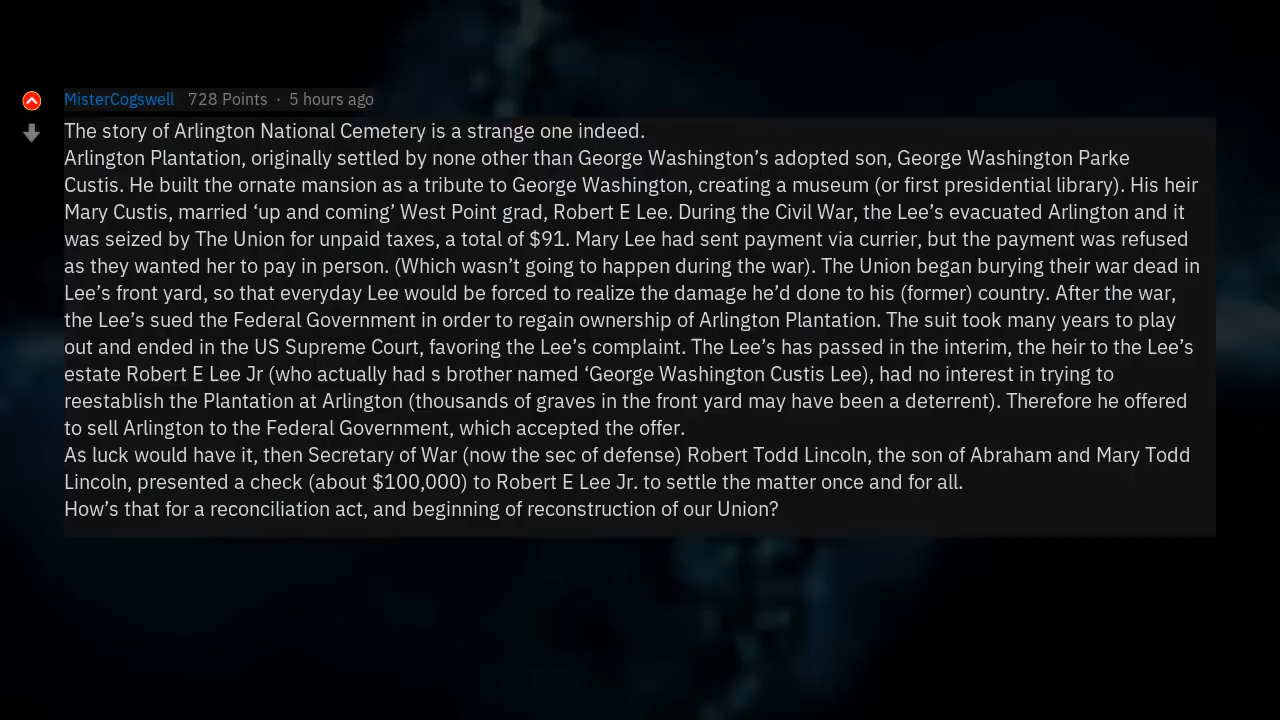 MisterCogswell 728 Points · 5 hours ago
The story of Arlington National Cemetery is a strange one indeed.
Arlington Plantation, originally settled by none other than George Washington’s adopted son, George Washington Parke
Custis. He built the ornate mansion as a tribute to George Washington, creating a museum (or first presidential library). His heir
Mary Custis, married ‘up and coming’ West Point grad, Robert E Lee. During the Civil War, the Lee’s evacuated Arlington and it
was seized by The Union for unpaid taxes, a total of $91. Mary Lee had sent payment via currier, but the payment was refused
as they wanted her to pay in person. (Which wasn’t going to happen during the war). The Union began burying their war dead in
Lee’s front yard, so that everyday Lee would be forced to realize the damage he’d done to his (former) country. After the war,
the Lee’s sued the Federal Government in order to regain ownership of Arlington Plantation. The suit took many years to play
out and ended in the US Supreme Court, favoring the Lee’s complaint. The Lee’s has passed in the interim, the heir to the Lee’s
estate Robert E Lee Jr (who actually had s brother named ‘George Washington Custis Lee), had no interest in trying to
reestablish the Plantation at Arlington (thousands of graves in the front yard may have been a deterrent). Therefore he offered
to sell Arlington to the Federal Government, which accepted the offer.
As luck would have it, then Secretary of War (now the sec of defense) Robert Todd Lincoln, the son of Abraham and Mary Todd
Lincoln, presented a check (about $100,000) to Robert E Lee Jr. to settle the matter once and for all.
How’s that for a reconciliation act, and beginning of reconstruction of our Union?